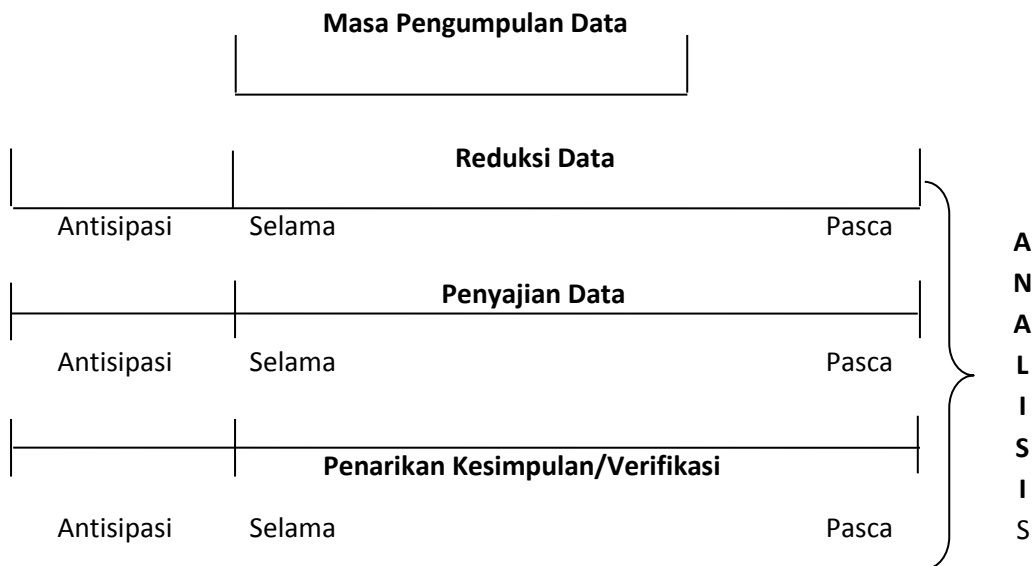 Masa Pengumpulan Data
Reduksi Data
Antisipasi Selama Pasca
Penyajian Data
Antisipasi Selama Pasca
Penarikan Kesimpulan/Verifikasi
Antisipasi Selama Pasca
A
N
A
L
I
S
I
S